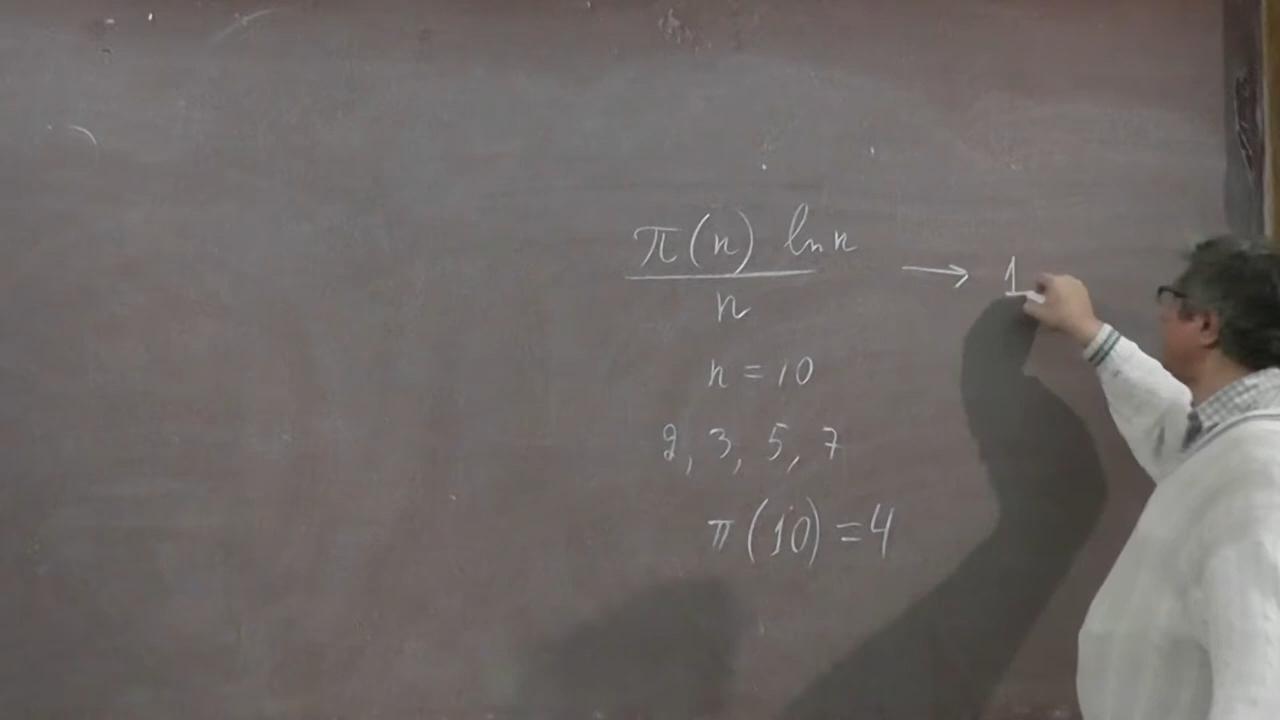 π(n) ln n
n
→ 1
n = 10
2, 3, 5, 7
π(10) = 4